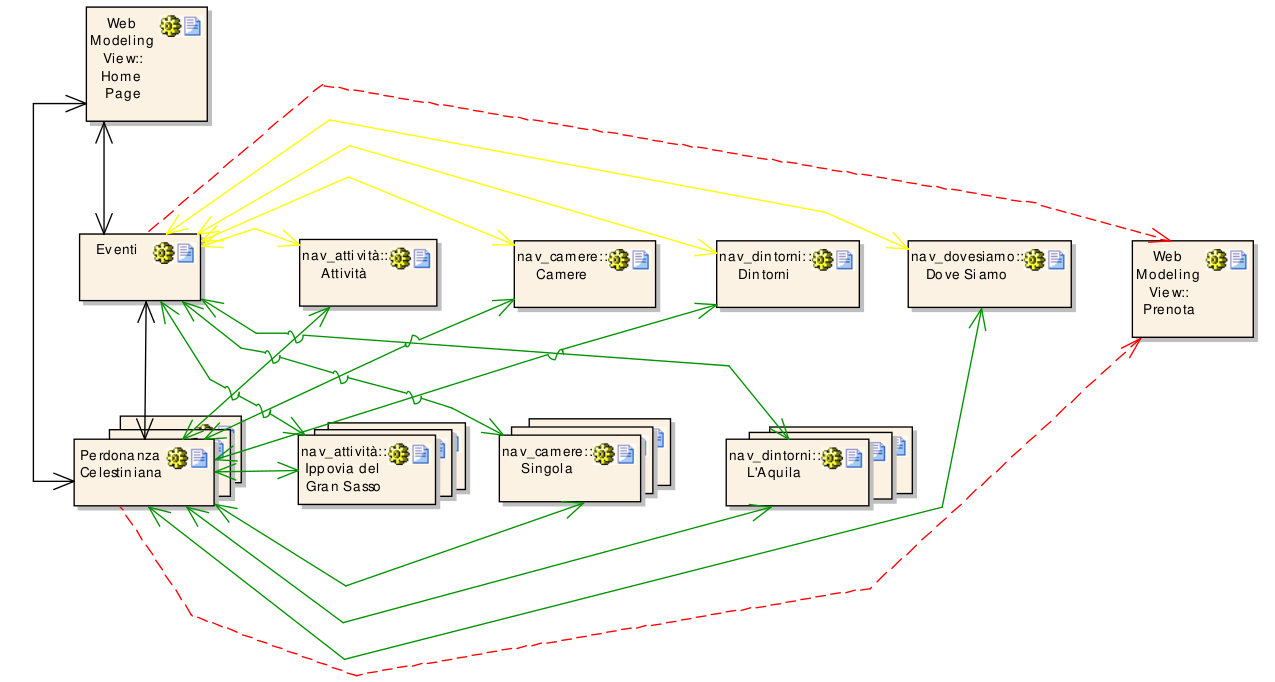 Web
Modeling
View::
Home
Page
Eventi
nav_attività::
Attività
nav_camere::
Camere
nav_dintorni::
Dintorni
nav_dovesiamo::
Dove Siamo
Web
Modeling
View::
Prenota
Perdonanza
Celestiniana
nav_attività::
Ippovia del
Gran Sasso
nav_camere::
Singola
nav_dintorni::
L'Aquila